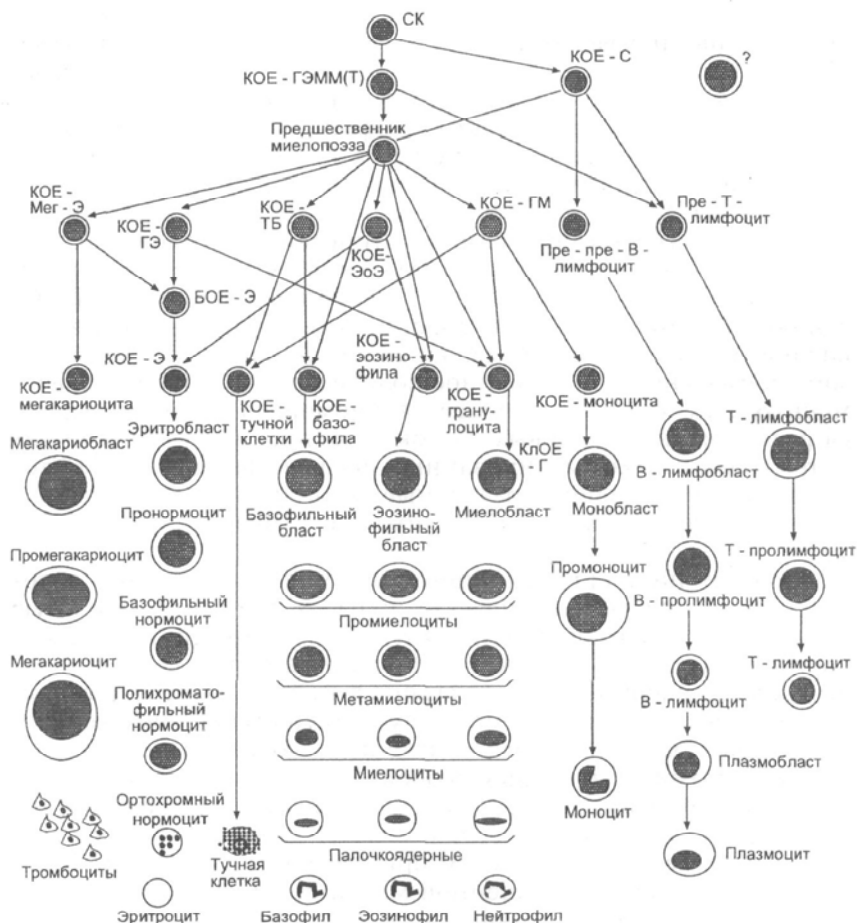 СК
КОЕ - С
?
КОЕ - ГЭММ(Т)
Предшественник
миелопоэза
КОЕ -
Мег - Э
КОЕ -
ГЭ
КОЕ -
ТБ
КОЕ-
ЭоЭ
КОЕ - ГМ
Пре - пре - В -
лимфоцит
Пре - Т -
лимфоцит
БОЕ - Э
КОЕ - Э
КОЕ -
мегакариоцита
КОЕ -
тучной
клетки
КОЕ-
базо-
фила
КОЕ -
эозино-
фила
КОЕ -
грану-
лоцита
КОЕ - моноцита
КлОЕ
- Г
Мегакариобласт
Эритробласт
Базофильный
бласт
Эозино-
фильный
бласт
Миелобласт
Монобласт
В - лимфобласт
Т - лимфобласт
Пронормоцит
Промегакариоцит
Промиелоциты
Промоноцит
В - пролимфоцит
Т - пролимфоцит
Базофильный
нормоцит
Мегакариоцит
Метамиелоциты
В - лимфоцит
Т - лимфоцит
Полихромато-
фильный
нормоцит
Миелоциты
Моноцит
Плазмобласт
Ортохромный
нормоцит
Тромбоциты
Тучная
клетка
Палочкоядерные
Плазмоцит
Эритроцит
Базофил
Эозинофил
Нейтрофил